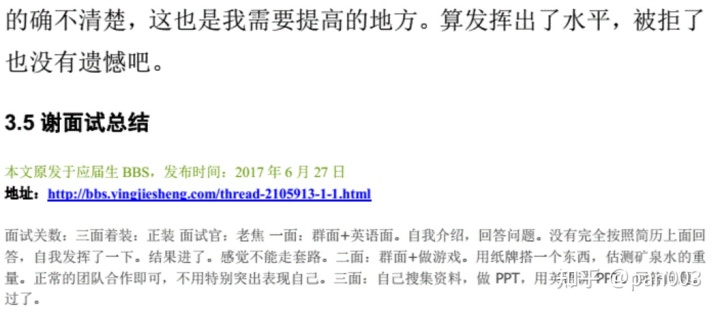 的确不清楚，这也是我需要提高的地方。算发挥出了水平，被拒了
也没有遗憾吧。
3.5 谢面试总结
本文原发于应届生 BBS，发布时间：2017 年 6 月 27 日
地址：http://bbs.yingjiesheng.com/thread-2105913-1-1.html
面试关数：三面着装：正装 面试官：老焦 一面：群面+英语面。自我介绍，回答问题。没有完全按照简历上面回
答，自我发挥了一下。结果进了。感觉不能走套路。二面：群面+做游戏。用纸牌搭一个东西，估测矿泉水的重
量。正常的团队合作即可，不用特别突出表现自己。三面：自己搜集资料，做 PPT，用英
过了。
知乎 @pan003